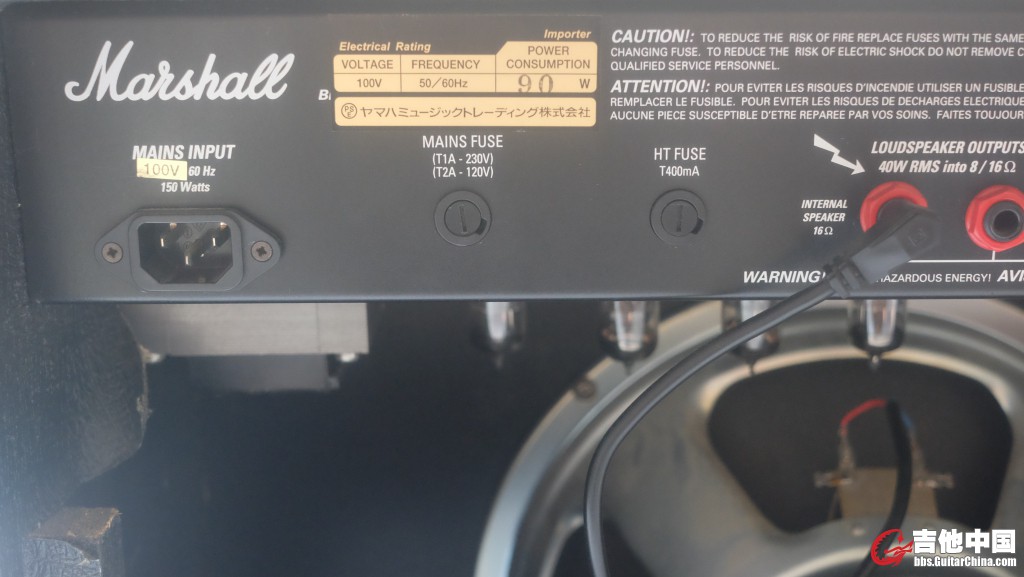 Marshall
Electrical Rating
Importer
VOLTAGE
FREQUENCY
POWER CONSUMPTION
100V
50/60Hz
90 W
PSE ヤマハミュージックトレーディング株式会社
CAUTION!: TO REDUCE THE RISK OF FIRE REPLACE FUSES WITH THE SAME
CHANGING FUSE. TO REDUCE THE RISK OF ELECTRIC SHOCK DO NOT REMOVE
QUALIFIED SERVICE PERSONNEL.
ATTENTION!: POUR EVITER LES RISQUES D'INCENDIE UTILISER UN FUSIBLE
REMPLACER LE FUSIBLE. POUR EVITER LES RISQUES DE DECHARGES ELECTRIQUE
AUCUNE PIECE SUSCEPTIBLE D'ETRE REPAREE PAR VOS SOINS. FAITES TOUJOUR
MAINS INPUT
100V 60 Hz
150 Watts
MAINS FUSE
(T1A - 230V)
(T2A - 120V)
HT FUSE
T400mA
LOUDSPEAKER OUTPUTS
40W RMS into 8 / 16 Ω
INTERNAL
SPEAKER
16 Ω
WARNING! HAZARDOUS ENERGY! AVI
吉他中国
bbs.GuitarChina.com